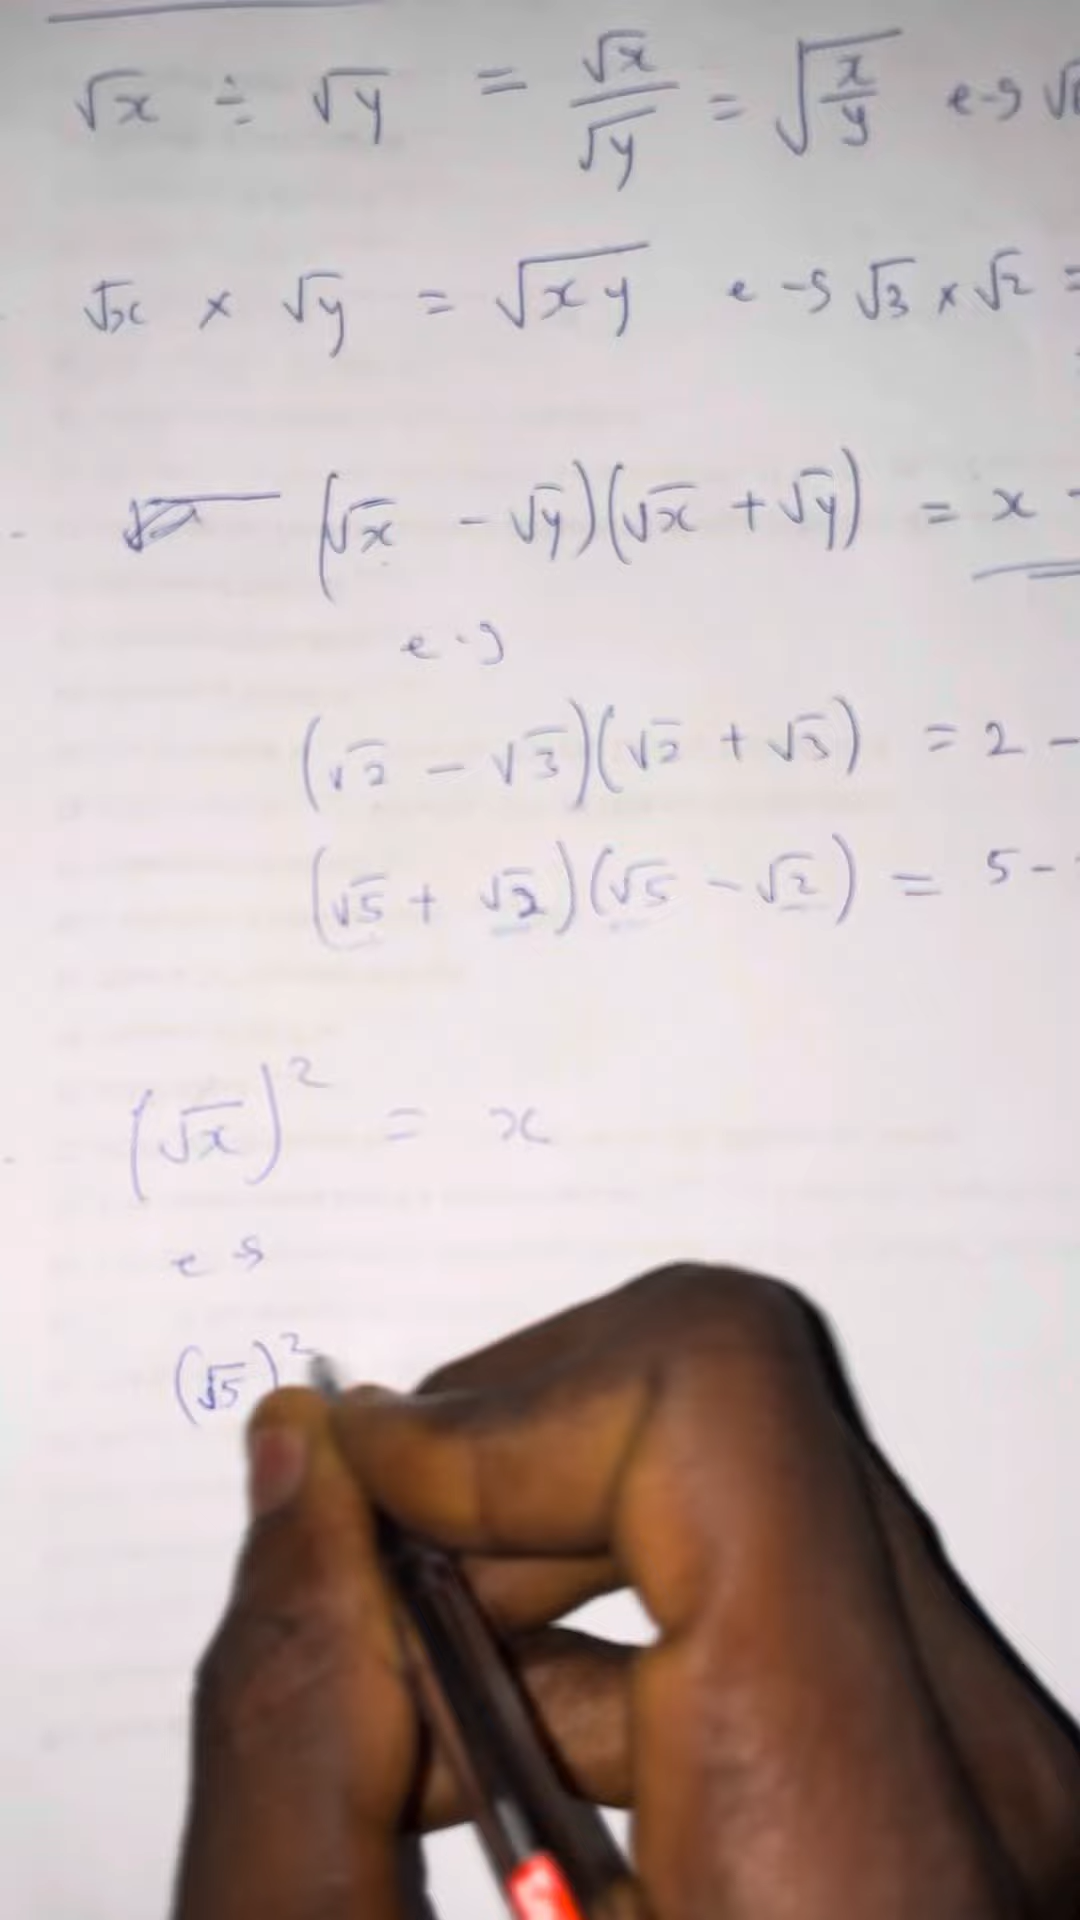 √x ÷ √y = √x/√y = √(x/y) e-g √
√x × √y = √(xy) e-g √3 × √2 =
(√x - √y)(√x + √y) = x -
e.g
(√2 - √3)(√2 + √3) = 2 -
(√5 + √2)(√5 - √2) = 5 -
(√x)² = x
e g
(√5)²